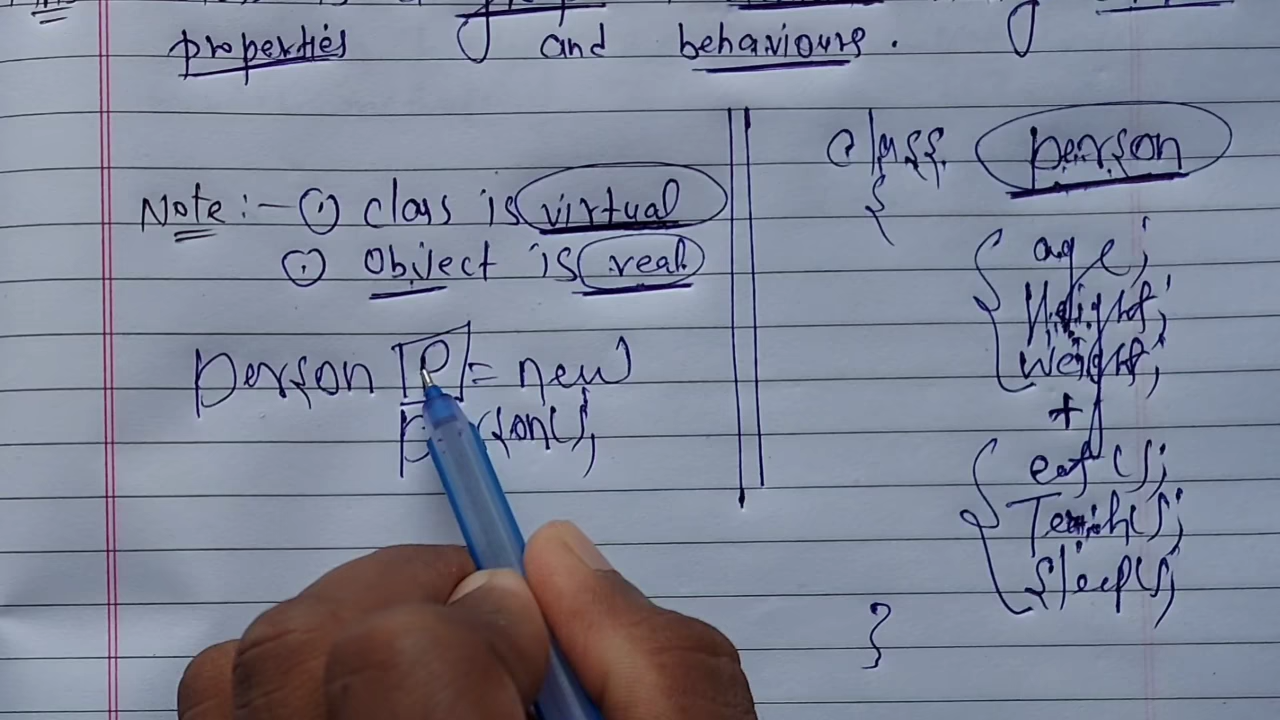 properties and behaviours.
Note:- ① class is virtual
① Object is real.
person P = new
person();
class person
{
age;
Height;
Weight;
+
eat();
Teach();
Sleep();
}